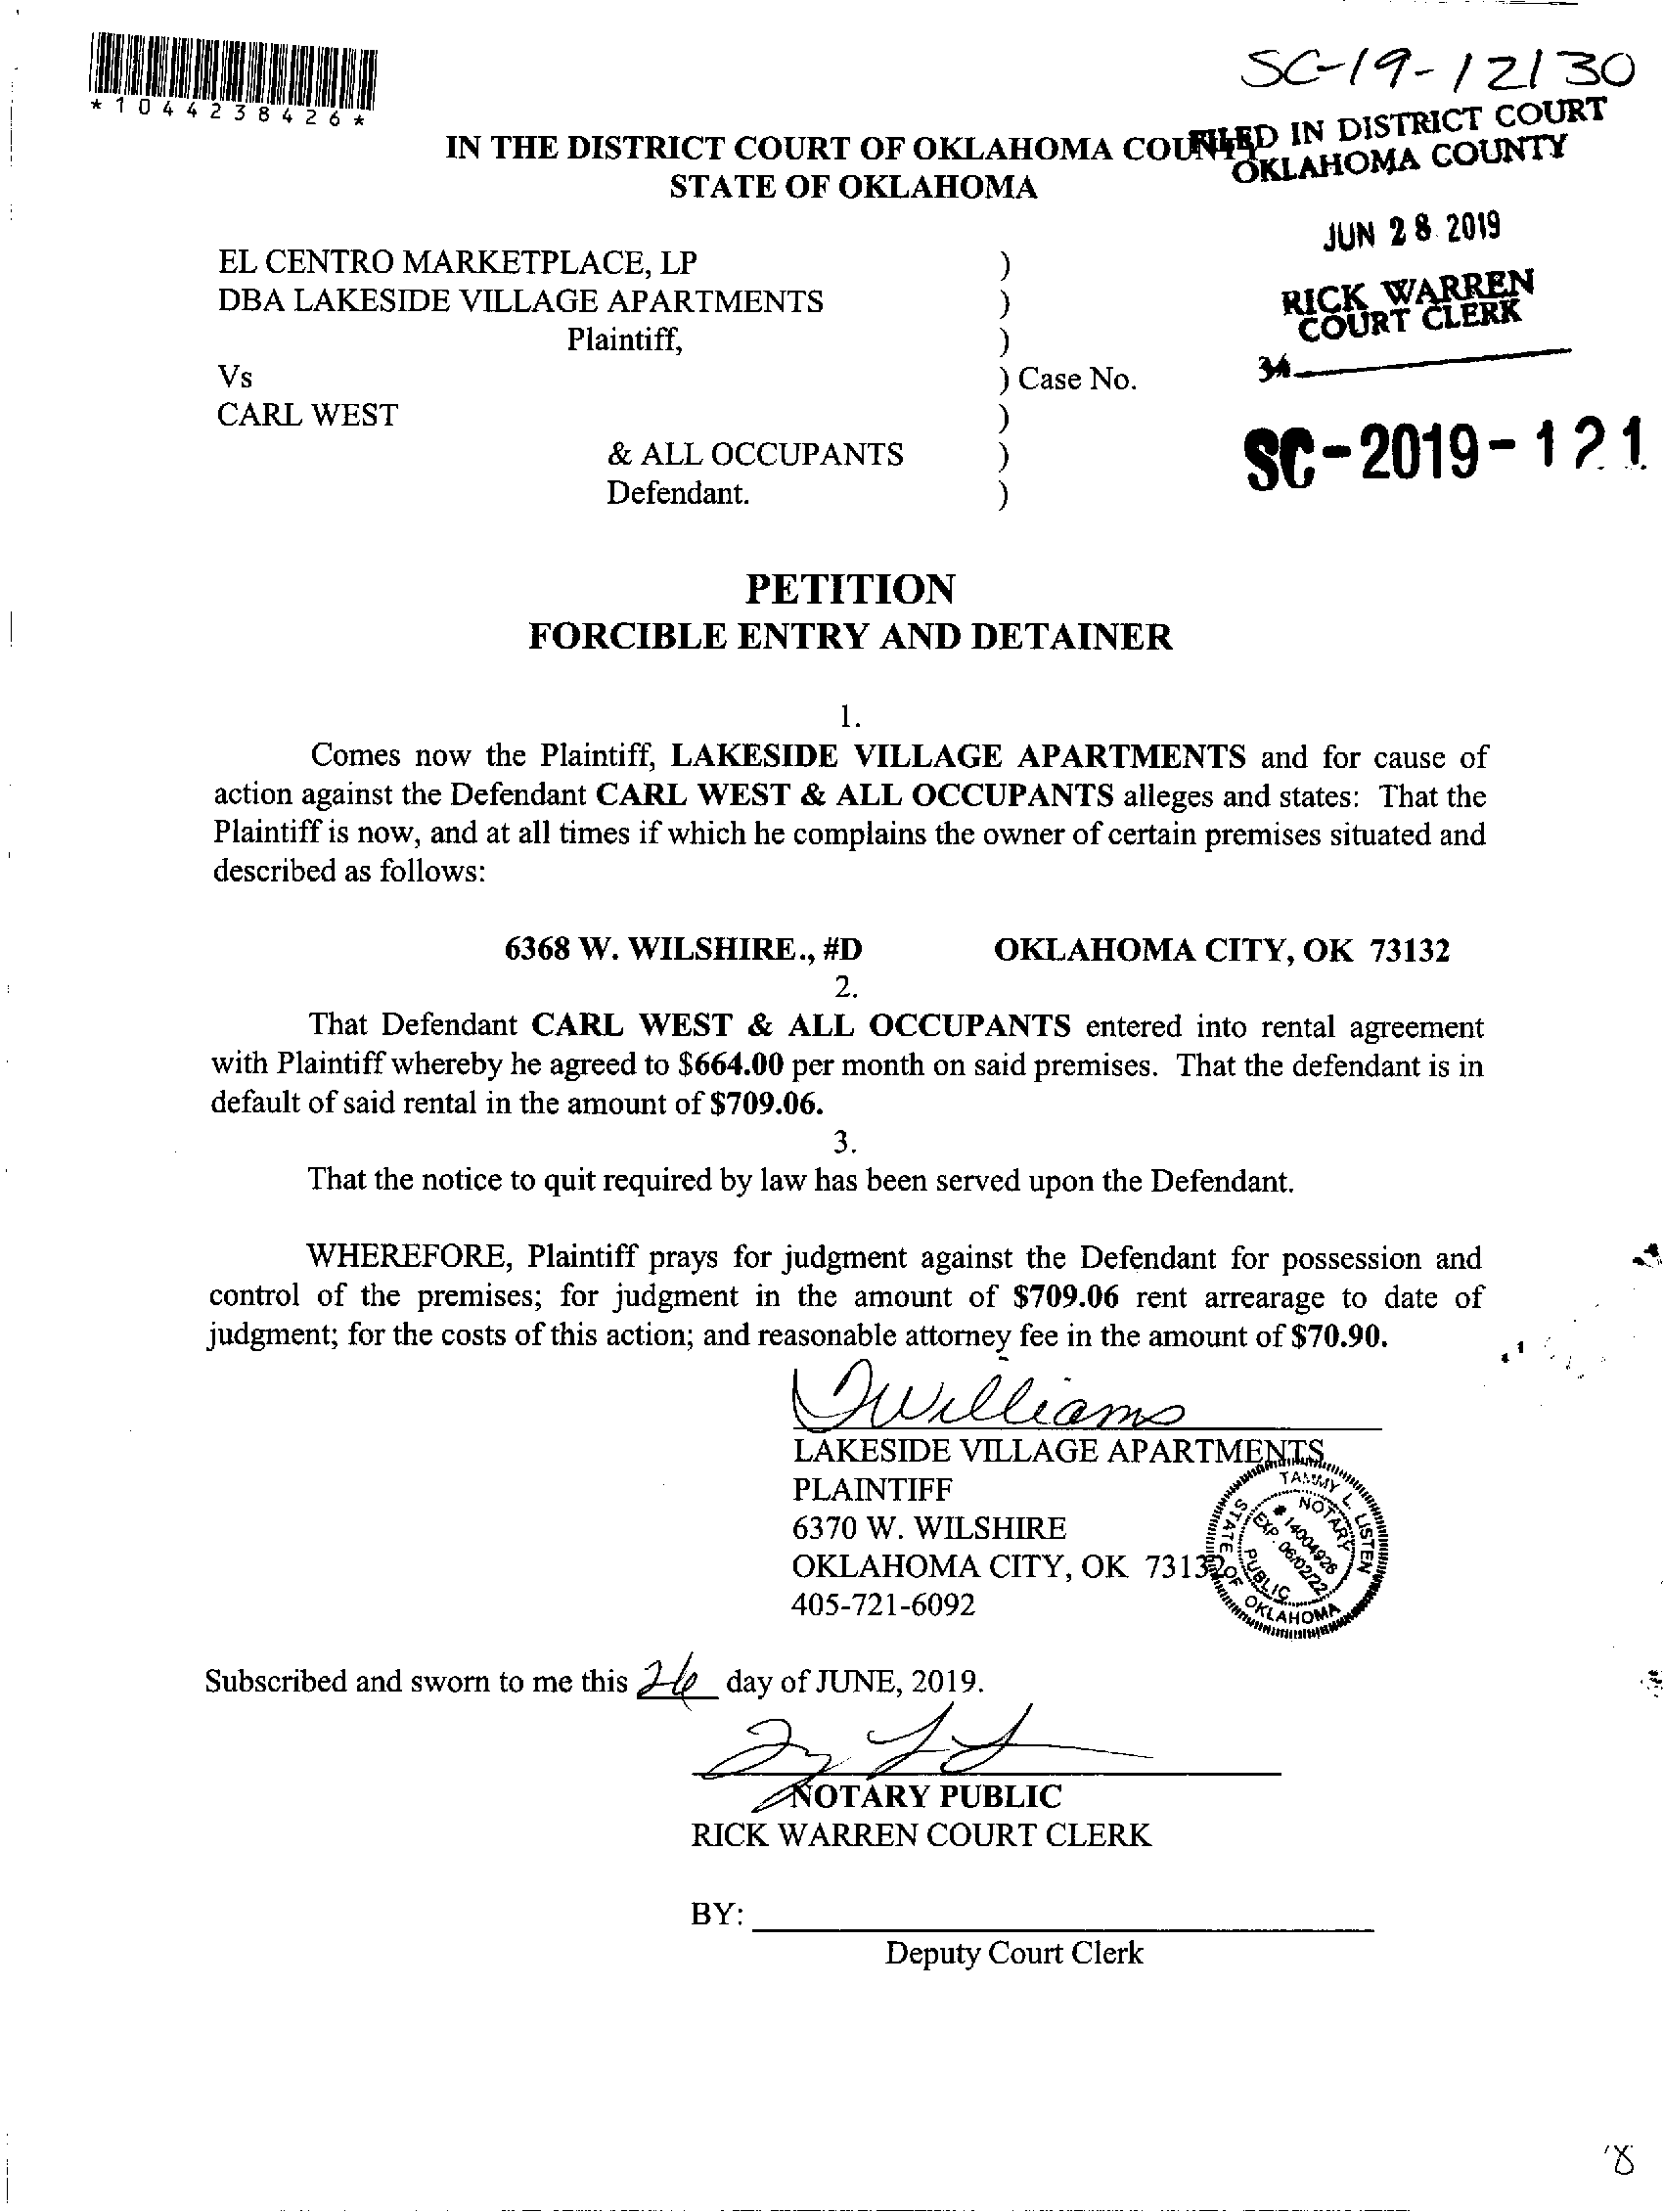 *1044238426*
SC-19-12130
IN THE DISTRICT COURT OF OKLAHOMA COUNTY
STATE OF OKLAHOMA
FILED IN DISTRICT COURT
OKLAHOMA COUNTY
JUN 28 2019
RICK WARREN
COURT CLERK
34
EL CENTRO MARKETPLACE, LP )
DBA LAKESIDE VILLAGE APARTMENTS )
Plaintiff, )
Vs ) Case No.
CARL WEST )
& ALL OCCUPANTS )
Defendant. )
SC-2019-121
PETITION
FORCIBLE ENTRY AND DETAINER
1.
Comes now the Plaintiff, LAKESIDE VILLAGE APARTMENTS and for cause of
action against the Defendant CARL WEST & ALL OCCUPANTS alleges and states: That the
Plaintiff is now, and at all times if which he complains the owner of certain premises situated and
described as follows:
6368 W. WILSHIRE., #D OKLAHOMA CITY, OK 73132
2.
That Defendant CARL WEST & ALL OCCUPANTS entered into rental agreement
with Plaintiff whereby he agreed to $664.00 per month on said premises. That the defendant is in
default of said rental in the amount of $709.06.
3.
That the notice to quit required by law has been served upon the Defendant.
WHEREFORE, Plaintiff prays for judgment against the Defendant for possession and
control of the premises; for judgment in the amount of $709.06 rent arrearage to date of
judgment; for the costs of this action; and reasonable attorney fee in the amount of $70.90.
JWilliams
LAKESIDE VILLAGE APARTMENTS
PLAINTIFF
6370 W. WILSHIRE
OKLAHOMA CITY, OK 73132
405-721-6092
TAMMY L. LISTEN
NOTARY PUBLIC
# 14004926
EXP. 06/02/22
STATE OF OKLAHOMA
Subscribed and sworn to me this 26 day of JUNE, 2019.
NOTARY PUBLIC
RICK WARREN COURT CLERK
BY:
Deputy Court Clerk